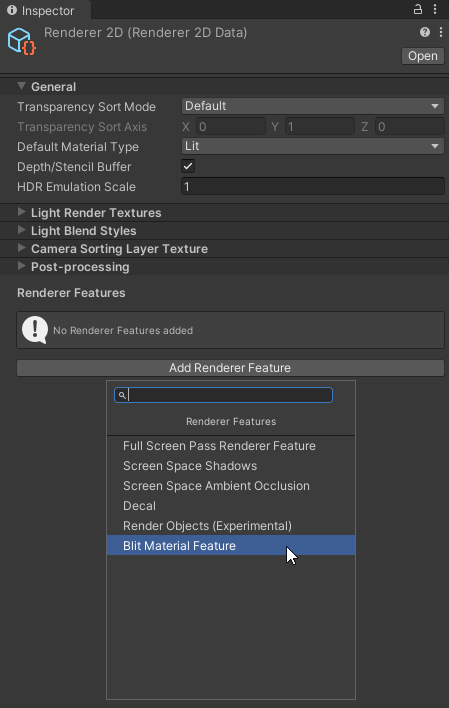 Inspector
Renderer 2D (Renderer 2D Data)
Open
General
Transparency Sort Mode Default
Transparency Sort Axis X 0 Y 1 Z 0
Default Material Type Lit
Depth/Stencil Buffer
HDR Emulation Scale 1
Light Render Textures
Light Blend Styles
Camera Sorting Layer Texture
Post-processing
Renderer Features
No Renderer Features added
Add Renderer Feature
Renderer Features
Full Screen Pass Renderer Feature
Screen Space Shadows
Screen Space Ambient Occlusion
Decal
Render Objects (Experimental)
Blit Material Feature